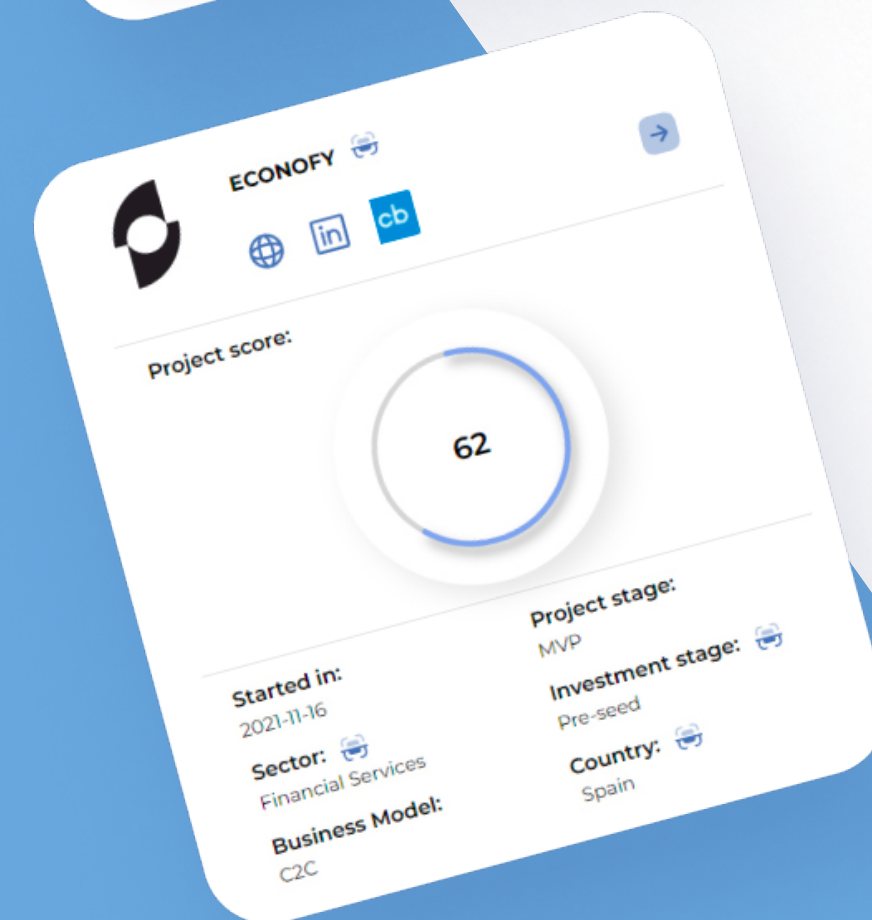 ECONOFY
in
cb
Project score:
62
Started in:
2021-11-16
Sector:
Financial Services
Business Model:
C2C
Project stage:
MVP
Investment stage:
Pre-seed
Country:
Spain